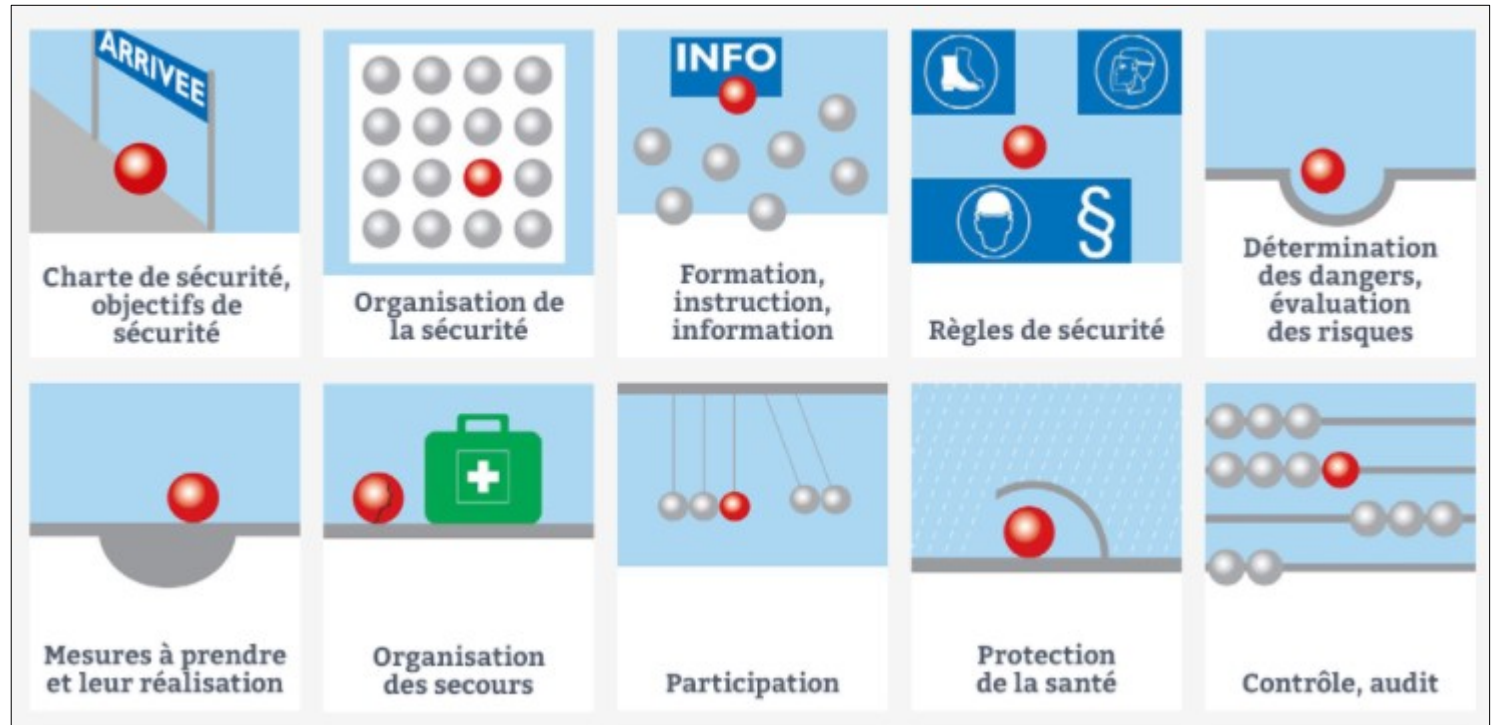 ARRIVEE
Charte de sécurité,
objectifs de
sécurité
Organisation de
la sécurité
INFO
Formation,
instruction,
information
§
Règles de sécurité
Détermination
des dangers,
évaluation
des risques
Mesures à prendre
et leur réalisation
Organisation
des secours
Participation
Protection
de la santé
Contrôle, audit